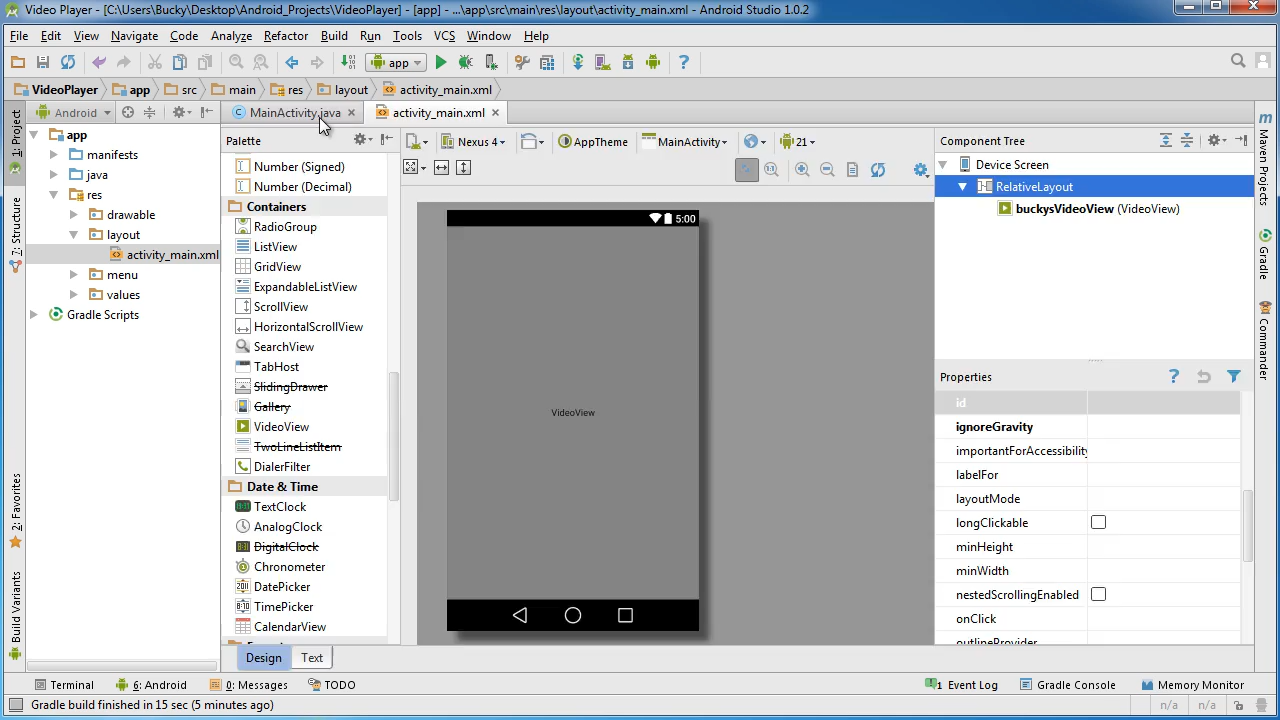 Video Player - [C:\Users\Bucky\Desktop\Android_Projects\VideoPlayer] - [app] - ...\app\src\main\res\layout\activity_main.xml - Android Studio 1.0.2
File Edit View Navigate Code Analyze Refactor Build Run Tools VCS Window Help
app
VideoPlayer app src main res layout activity_main.xml
Android
MainActivity.java
activity_main.xml
1: Project
7: Structure
2: Favorites
Build Variants
app
manifests
java
res
drawable
layout
activity_main.xml
menu
values
Gradle Scripts
Palette
Number (Signed)
Number (Decimal)
Containers
RadioGroup
ListView
GridView
ExpandableListView
ScrollView
HorizontalScrollView
SearchView
TabHost
SlidingDrawer
Gallery
VideoView
TwoLineListItem
DialerFilter
Date & Time
TextClock
AnalogClock
DigitalClock
Chronometer
DatePicker
TimePicker
CalendarView
Design Text
Nexus 4 AppTheme MainActivity 21
5:00
VideoView
Component Tree
Device Screen
RelativeLayout
buckysVideoView (VideoView)
Properties
id
ignoreGravity
importantForAccessibility
labelFor
layoutMode
longClickable
minHeight
minWidth
nestedScrollingEnabled
onClick
outlineProvider
Maven Projects
Gradle
Commander
Terminal 6: Android 0: Messages TODO
1 Event Log Gradle Console Memory Monitor
Gradle build finished in 15 sec (5 minutes ago)
n/a n/a